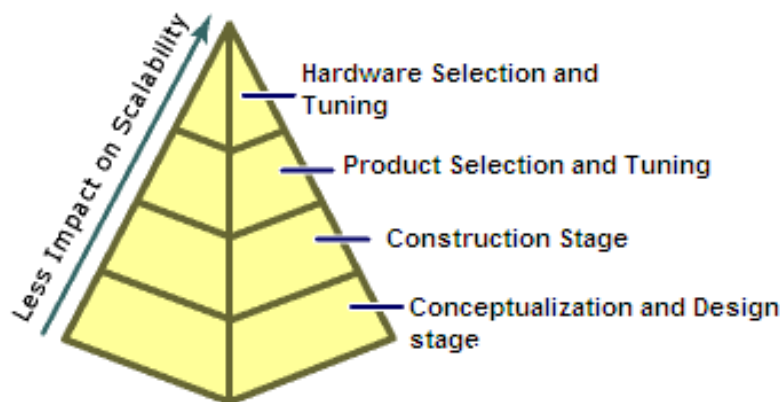 Less Impact on Scalability
Hardware Selection and
Tuning
Product Selection and Tuning
Construction Stage
Conceptualization and Design
stage